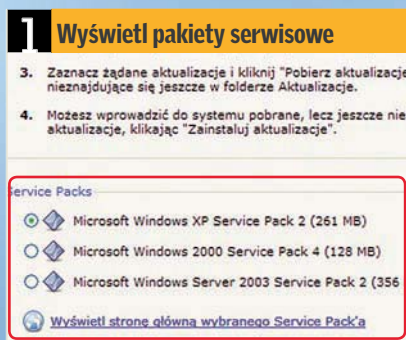 1 Wyświetl pakiety serwisowe
3. Zaznacz żądane aktualizacje i kliknij "Pobierz aktualizacje
nieznajdujące się jeszcze w folderze Aktualizacje.
4. Możesz wprowadzić do systemu pobrane, lecz jeszcze nie
aktualizacje, klikając "Zainstaluj aktualizacje".
Service Packs
Microsoft Windows XP Service Pack 2 (261 MB)
Microsoft Windows 2000 Service Pack 4 (128 MB)
Microsoft Windows Server 2003 Service Pack 2 (356
Wyświetl stronę główną wybranego Service Pack'a